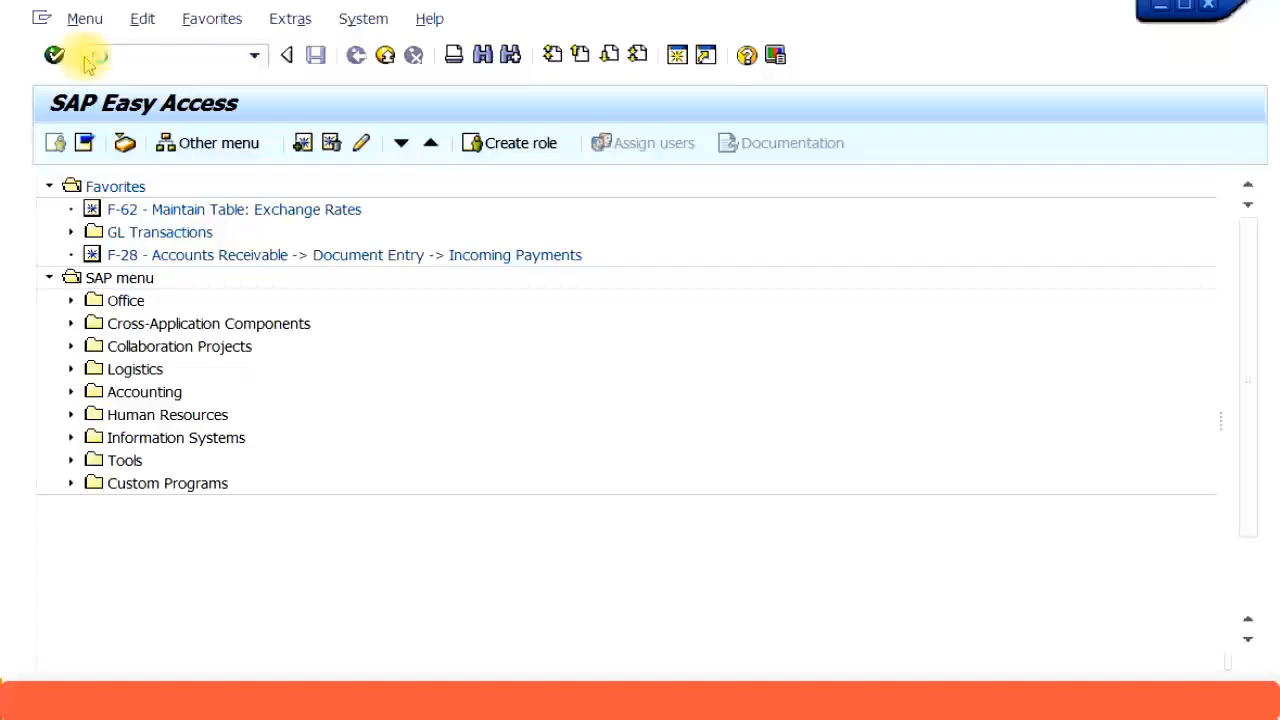 Menu Edit Favorites Extras System Help
SAP Easy Access
Other menu Create role Assign users Documentation
Favorites
F-62 - Maintain Table: Exchange Rates
GL Transactions
F-28 - Accounts Receivable -> Document Entry -> Incoming Payments
SAP menu
Office
Cross-Application Components
Collaboration Projects
Logistics
Accounting
Human Resources
Information Systems
Tools
Custom Programs